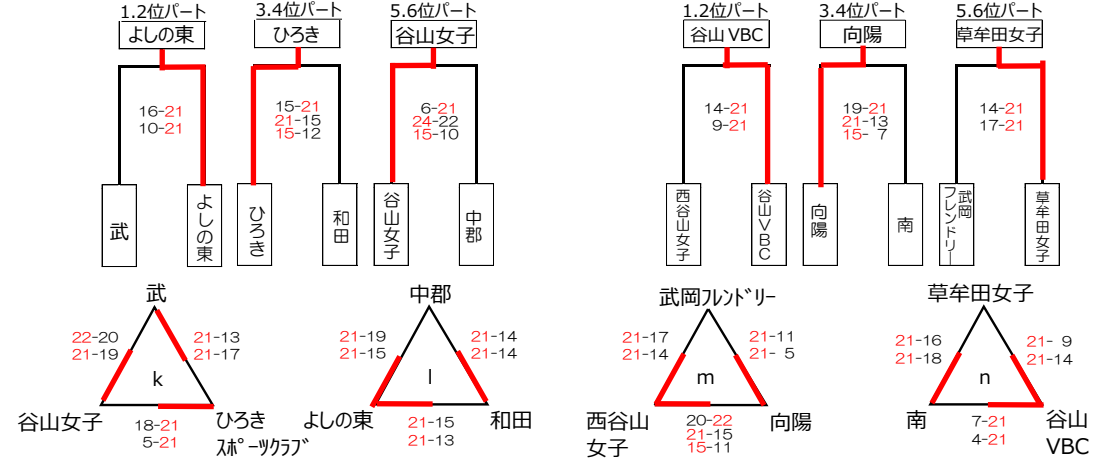 1.2位パート
3.4位パート
5.6位パート
よしの東
ひろき
谷山女子
16-21
10-21
15-21
21-15
15-12
6-21
24-22
15-10
武
よしの東
ひろき
和田
谷山女子
中郡
1.2位パート
3.4位パート
5.6位パート
谷山 VBC
向陽
草牟田女子
14-21
9-21
19-21
21-13
15- 7
14-21
17-21
西谷山女子
谷山VBC
向陽
南
武岡
フレンドリー
草牟田女子
武
22-20
21-19
21-13
21-17
k
谷山女子
18-21
5-21
ひろき
ｽﾎﾟｰﾂｸﾗﾌﾞ
中郡
21-19
21-15
21-14
21-14
l
よしの東
21-15
21-13
和田
武岡ﾌﾚﾝﾄﾞﾘｰ
21-17
21-14
21-11
21- 5
m
西谷山
女子
20-22
21-15
15-11
向陽
草牟田女子
21-16
21-18
21- 9
21-14
n
南
7-21
4-21
谷山
VBC